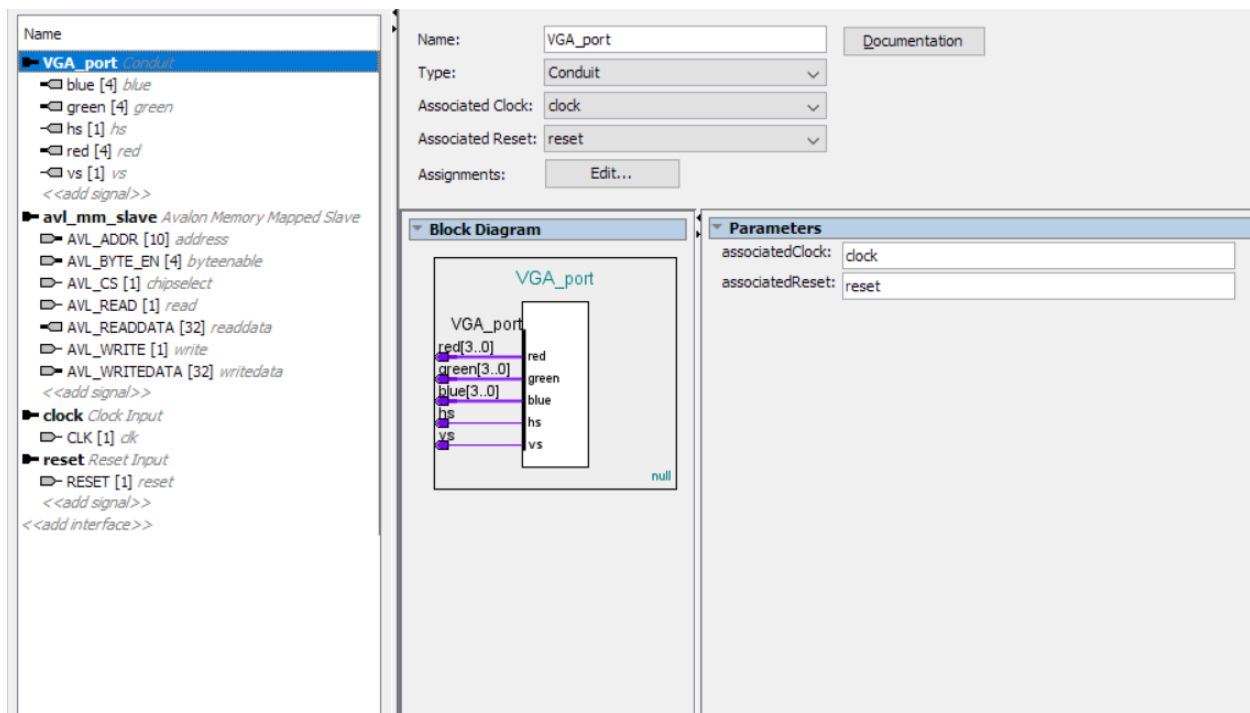 Name
VGA_port Conduit
blue [4] blue
green [4] green
hs [1] hs
red [4] red
vs [1] vs
<<add signal>>
avl_mm_slave Avalon Memory Mapped Slave
AVL_ADDR [10] address
AVL_BYTE_EN [4] byteenable
AVL_CS [1] chipselect
AVL_READ [1] read
AVL_READDATA [32] readdata
AVL_WRITE [1] write
AVL_WRITEDATA [32] writedata
<<add signal>>
clock Clock Input
CLK [1] clk
reset Reset Input
RESET [1] reset
<<add signal>>
<<add interface>>
Name: VGA_port Documentation
Type: Conduit
Associated Clock: clock
Associated Reset: reset
Assignments: Edit...
Block Diagram
VGA_port
VGA_port
red[3..0] red
green[3..0] green
blue[3..0] blue
hs hs
vs vs
null
Parameters
associatedClock: clock
associatedReset: reset